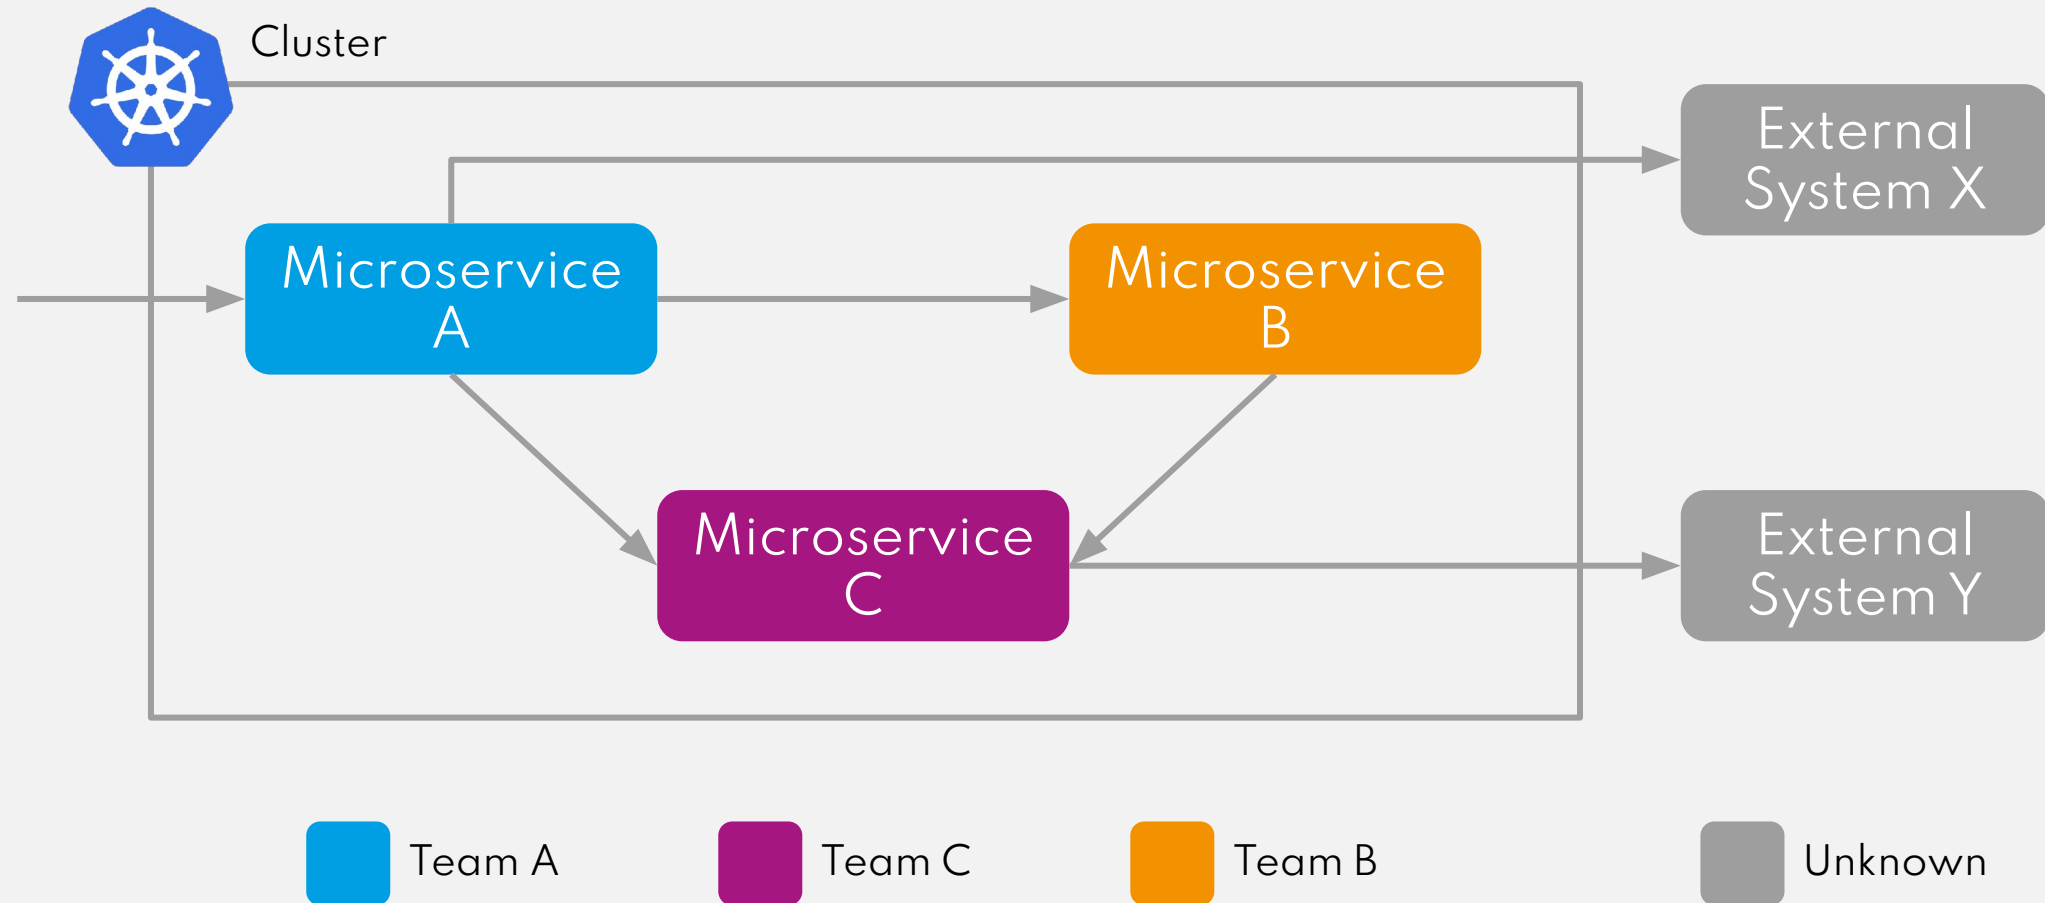 Cluster
External
System X
Microservice
A
Microservice
B
Microservice
C
External
System Y
Team A
Team C
Team B
Unknown